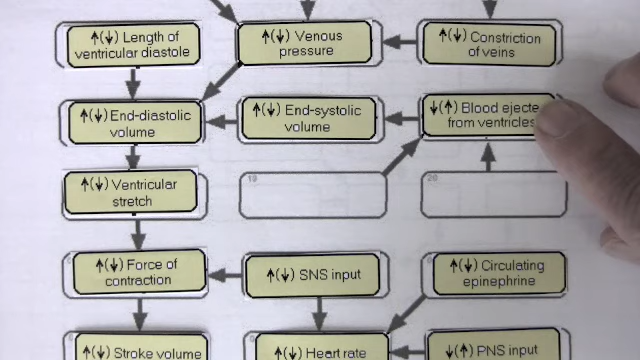 ↑(↓) Length of
ventricular diastole
↑(↓) Venous
pressure
↑(↓) Constriction
of veins
↑(↓) End-diastolic
volume
↑(↓) End-systolic
volume
↓(↑) Blood ejecte
from ventricles
↑(↓) Ventricular
stretch
19
20
↑(↓) Force of
contraction
↑(↓) SNS input
↑(↓) Circulating
epinephrine
↑(↓) Stroke volume
↑(↓) Heart rate
↓(↑) PNS input